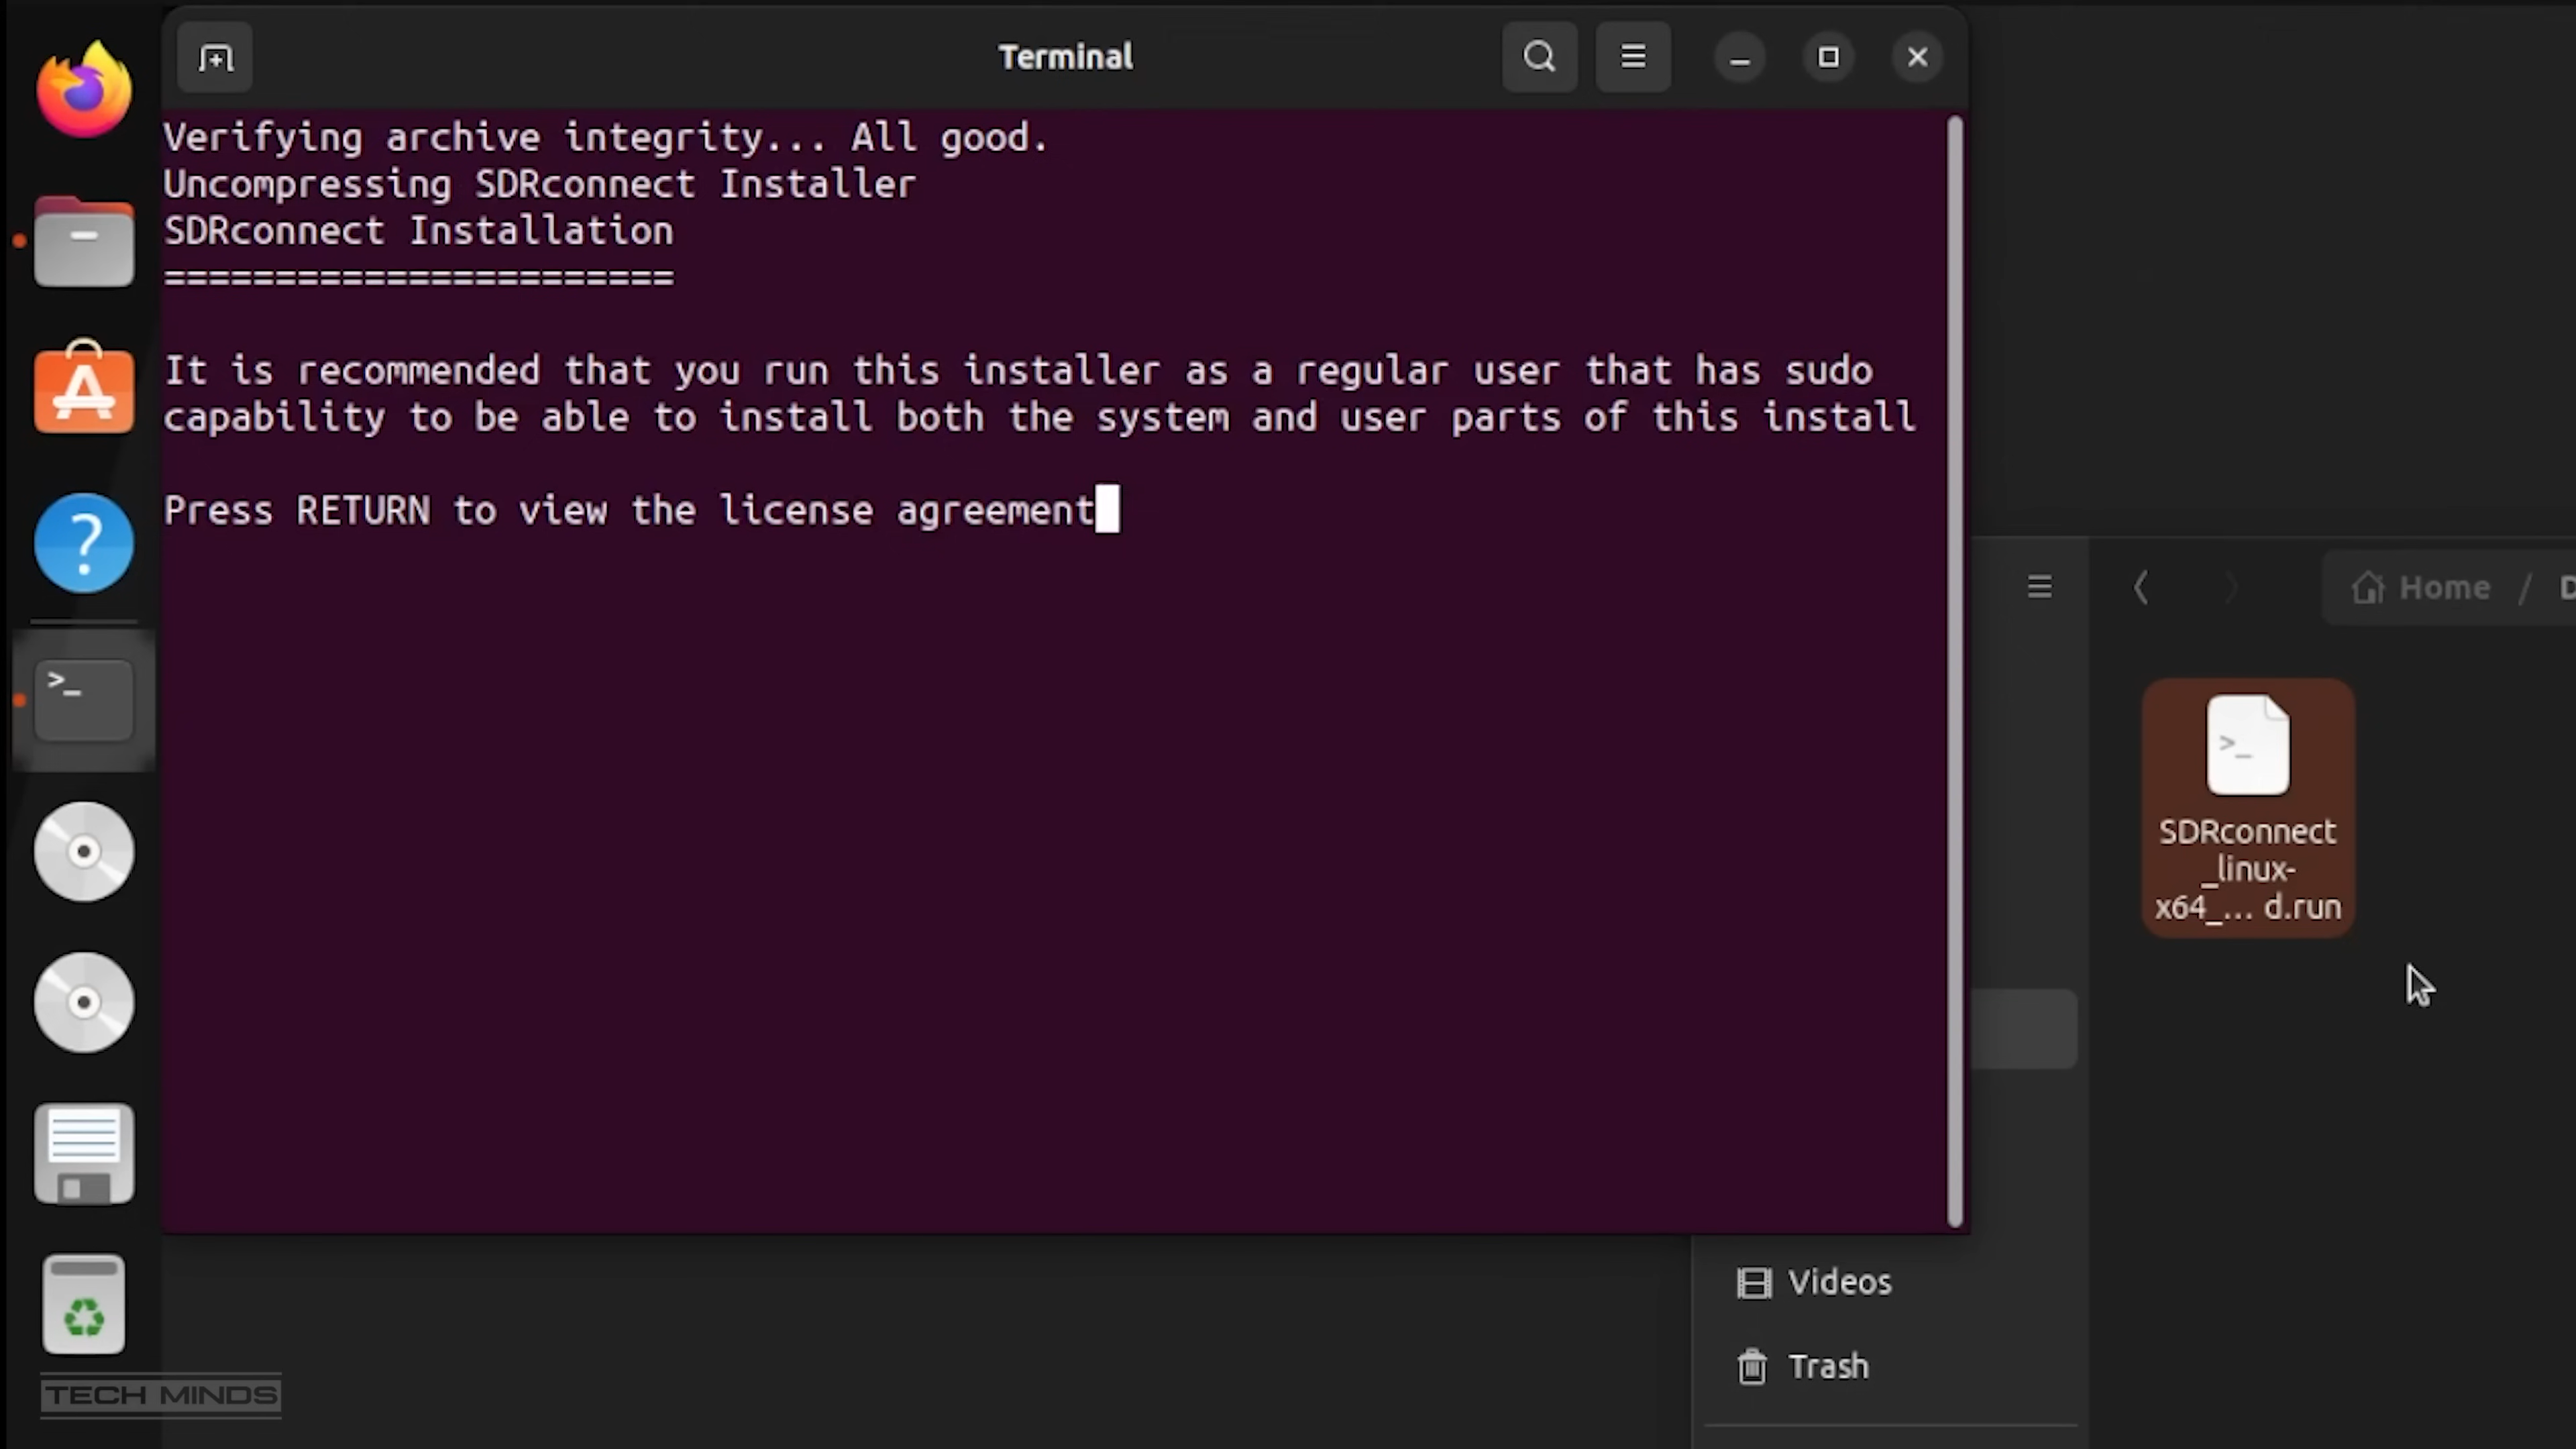 Terminal
Verifying archive integrity... All good.
Uncompressing SDRconnect Installer
SDRconnect Installation
=======================
It is recommended that you run this installer as a regular user that has sudo
capability to be able to install both the system and user parts of this install
Press RETURN to view the license agreement
>_
Home / D
>_
SDRconnect
_linux-
x64_... d.run
Videos
Trash
TECH MINDS